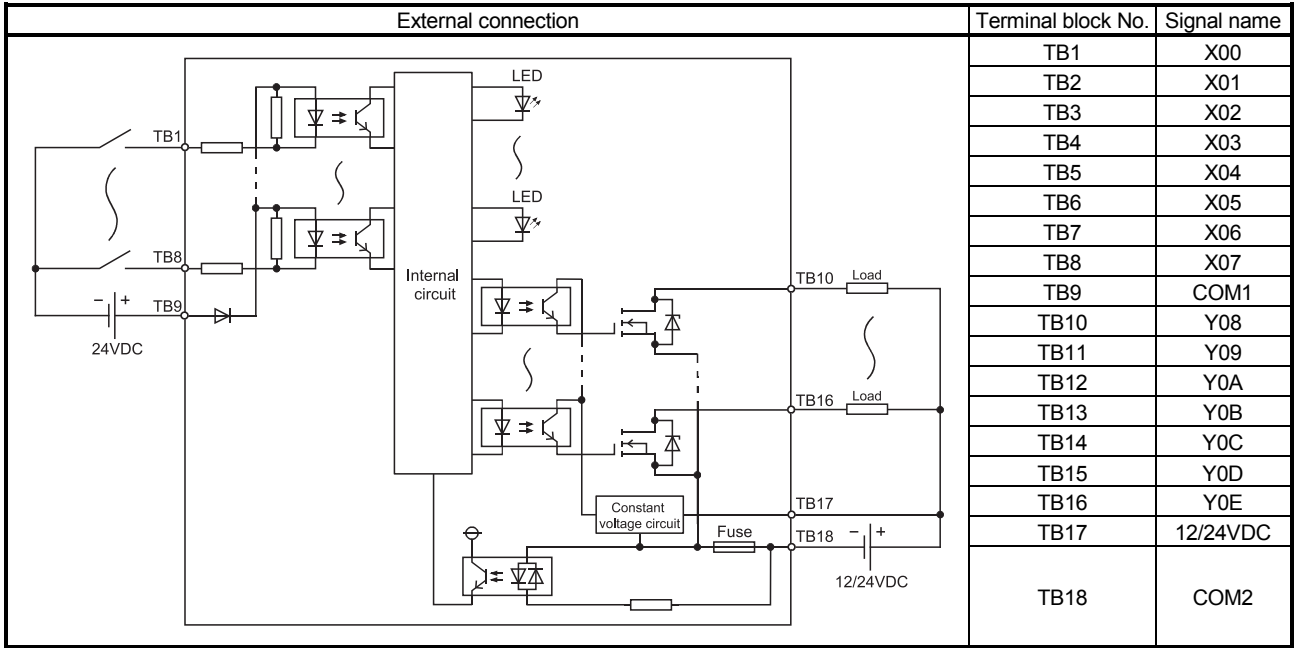 External connection
Terminal block No.
Signal name
TB1 X00
TB2 X01
TB3 X02
TB4 X03
TB5 X04
TB6 X05
TB7 X06
TB8 X07
TB9 COM1
TB10 Y08
TB11 Y09
TB12 Y0A
TB13 Y0B
TB14 Y0C
TB15 Y0D
TB16 Y0E
TB17 12/24VDC
TB18 COM2
LED
TB1
LED
TB8
Internal
circuit
TB10
Load
TB9
− +
24VDC
TB16
Load
Constant
voltage circuit
TB17
Fuse
TB18
− +
12/24VDC